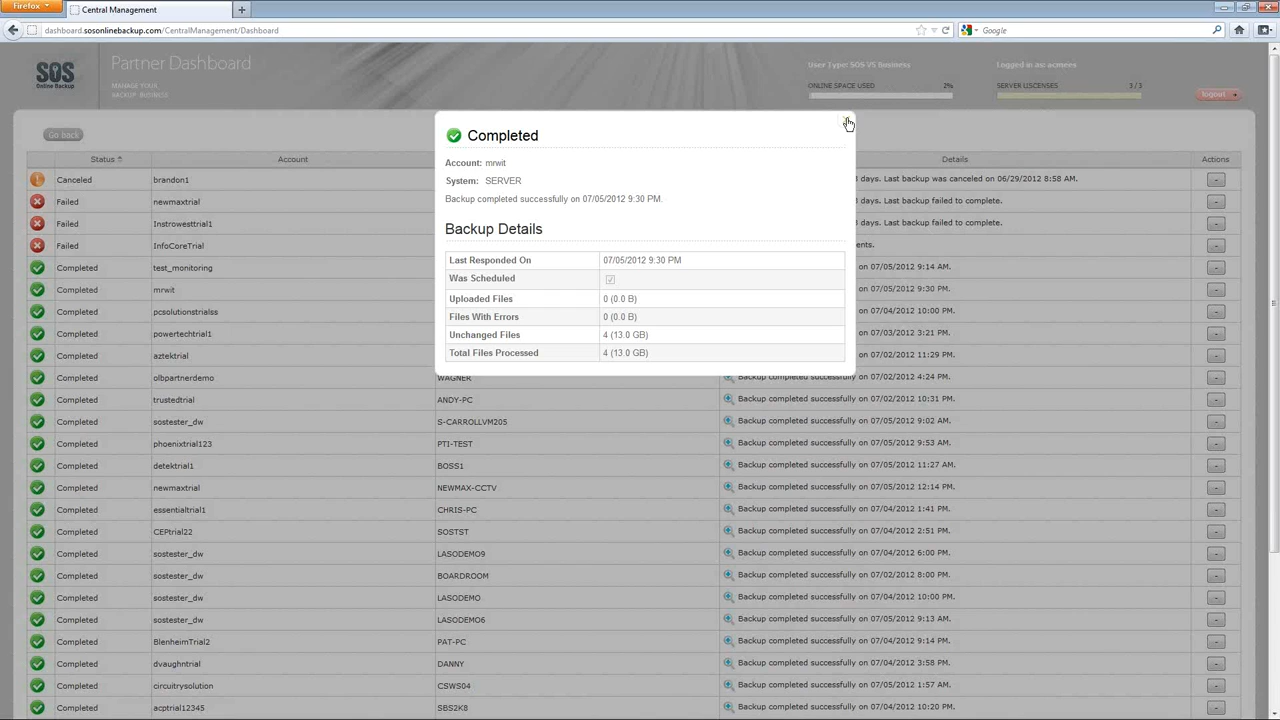 Firefox
Central Management
dashboard.sosonlinebackup.com/CentralManagement/Dashboard
Google
SOS
Online Backup
Partner Dashboard
MANAGE YOUR
BACKUP BUSINESS
User Type: SOS VS Business
Logged in as: acmees
ONLINE SPACE USED 2%
SERVER LISCENSES 3 / 3
logout
Go back
Status Account Details Actions
Canceled brandon1 days. Last backup was canceled on 06/29/2012 8:58 AM.
Failed newmaxtrial days. Last backup failed to complete.
Failed Instrowesttrial1 days. Last backup failed to complete.
Failed InfoCoreTrial
Completed test_monitoring on 07/05/2012 9:14 AM.
Completed mrwit on 07/05/2012 9:30 PM.
Completed pcsolutionstrialss on 07/04/2012 10:00 PM.
Completed powertechtrial1 on 07/03/2012 3:21 PM.
Completed aztektrial on 07/02/2012 11:29 PM.
Completed olbpartnerdemo WAGNER Backup completed successfully on 07/02/2012 4:24 PM.
Completed trustedtrial ANDY-PC Backup completed successfully on 07/02/2012 10:31 PM.
Completed sostester_dw S-CARROLLVM205 Backup completed successfully on 07/05/2012 9:02 AM.
Completed phoenixtrial123 PTI-TEST Backup completed successfully on 07/05/2012 9:53 AM.
Completed detektrial1 BOSS1 Backup completed successfully on 07/05/2012 11:27 AM.
Completed newmaxtrial NEWMAX-CCTV Backup completed successfully on 07/05/2012 12:14 PM.
Completed essentialtrial1 CHRIS-PC Backup completed successfully on 07/04/2012 1:41 PM.
Completed CEPtrial22 SOSTST Backup completed successfully on 07/04/2012 2:51 PM.
Completed sostester_dw LASODEMO9 Backup completed successfully on 07/04/2012 6:00 PM.
Completed sostester_dw BOARDROOM Backup completed successfully on 07/02/2012 8:00 PM.
Completed sostester_dw LASODEMO Backup completed successfully on 07/04/2012 10:00 PM.
Completed sostester_dw LASODEMO6 Backup completed successfully on 07/05/2012 9:13 AM.
Completed BlenheimTrial2 PAT-PC Backup completed successfully on 07/04/2012 9:14 PM.
Completed dvaughntrial DANNY Backup completed successfully on 07/04/2012 3:58 PM.
Completed circuitrysolution CSWS04 Backup completed successfully on 07/05/2012 1:57 AM.
Completed acptrial12345 SBS2K8 Backup completed successfully on 07/04/2012 10:20 PM.
Completed
Account: mrwit
System: SERVER
Backup completed successfully on 07/05/2012 9:30 PM.
Backup Details
Last Responded On 07/05/2012 9:30 PM
Was Scheduled
Uploaded Files 0 (0.0 B)
Files With Errors 0 (0.0 B)
Unchanged Files 4 (13.0 GB)
Total Files Processed 4 (13.0 GB)